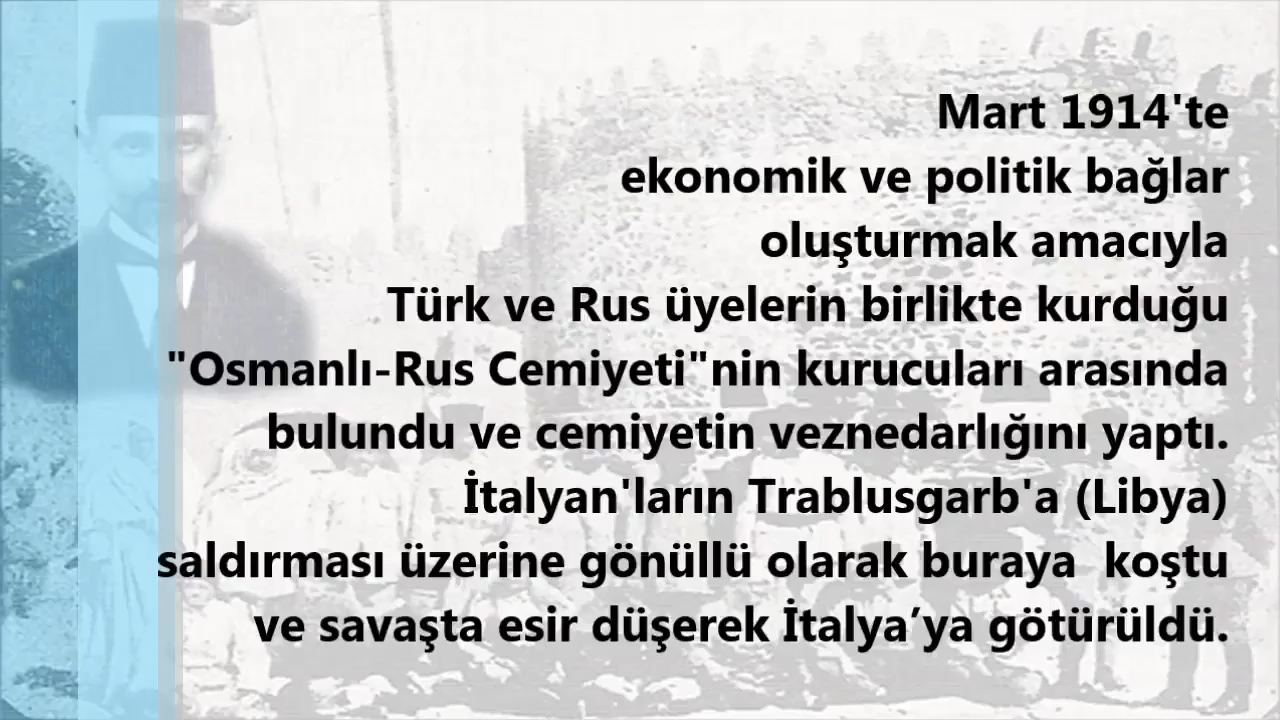 Mart 1914'te
ekonomik ve politik bağlar
oluşturmak amacıyla
Türk ve Rus üyelerin birlikte kurduğu
"Osmanlı-Rus Cemiyeti"nin kurucuları arasında
bulundu ve cemiyetin veznedarlığını yaptı.
İtalyan'ların Trablusgarb'a (Libya)
saldırması üzerine gönüllü olarak buraya  koştu
ve savaşta esir düşerek İtalya’ya götürüldü.